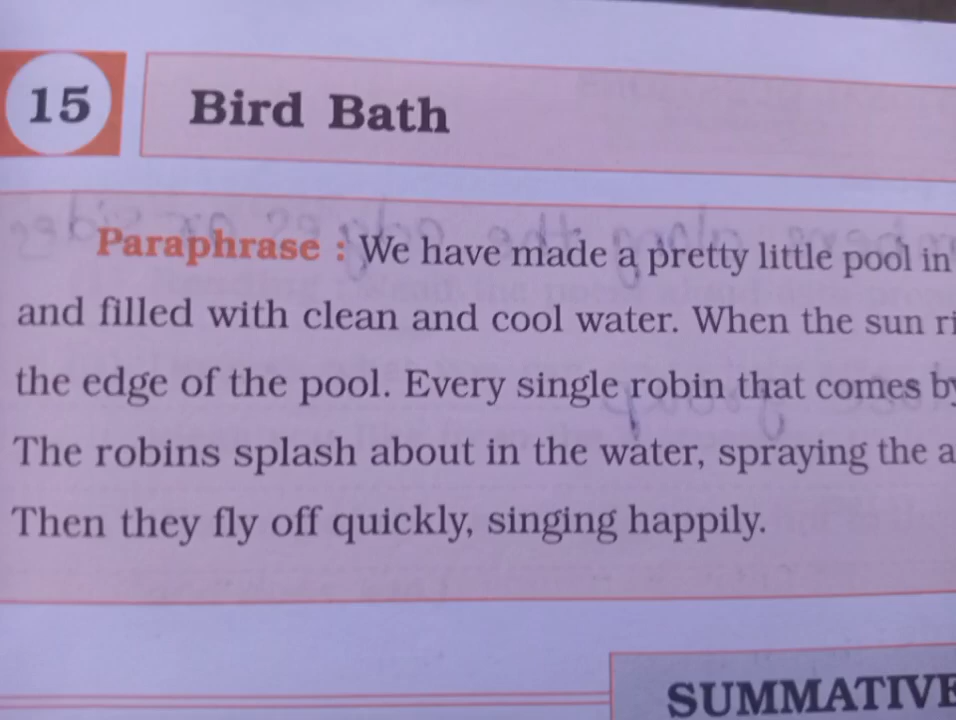 15
Bird Bath
Paraphrase : We have made a pretty little pool in
and filled with clean and cool water. When the sun ri
the edge of the pool. Every single robin that comes by
The robins splash about in the water, spraying the a
Then they fly off quickly, singing happily.
SUMMATIVE